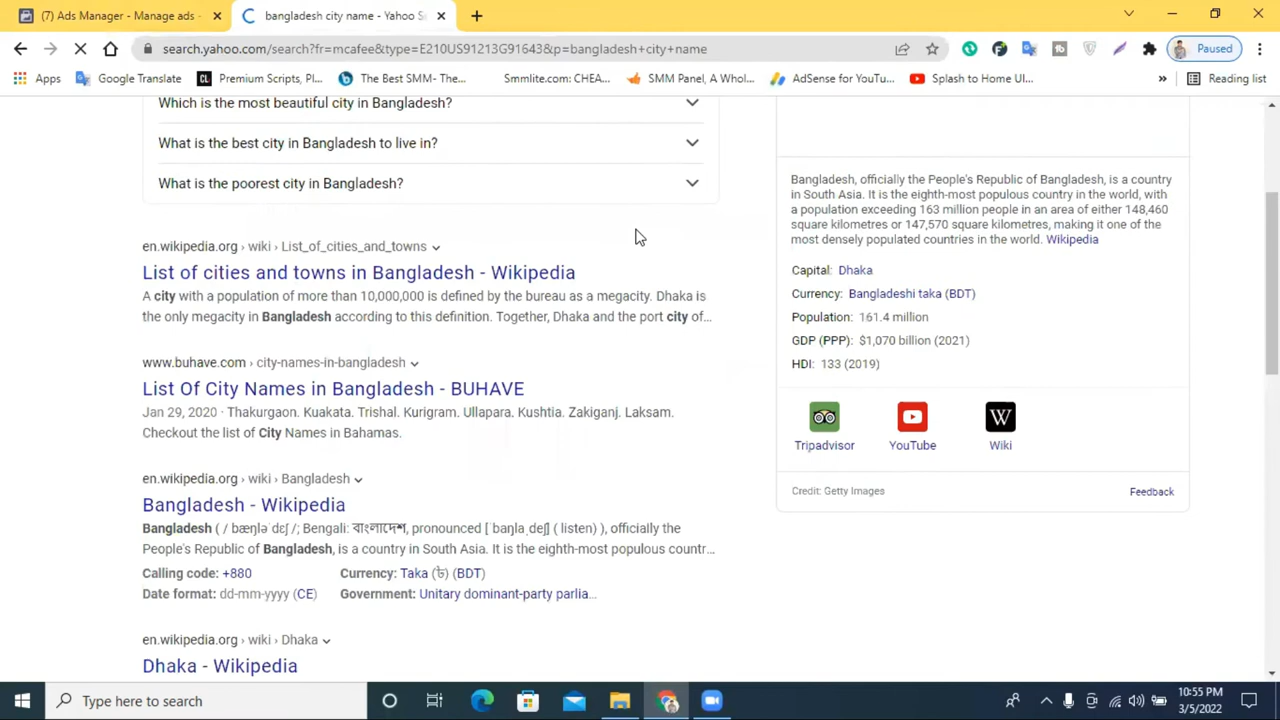 (7) Ads Manager - Manage ads -
bangladesh city name - Yahoo S
search.yahoo.com/search?fr=mcafee&type=E210US91213G91643&p=bangladesh+city+name
Paused
Apps
Google Translate
Premium Scripts, Pl...
The Best SMM- The...
Smmlite.com: CHEA...
SMM Panel, A Whol...
AdSense for YouTu...
Splash to Home UI...
»
Reading list
Which is the most beautiful city in Bangladesh?
What is the best city in Bangladesh to live in?
What is the poorest city in Bangladesh?
en.wikipedia.org › wiki › List_of_cities_and_towns
List of cities and towns in Bangladesh - Wikipedia
A city with a population of more than 10,000,000 is defined by the bureau as a megacity. Dhaka is
the only megacity in Bangladesh according to this definition. Together, Dhaka and the port city of...
www.buhave.com › city-names-in-bangladesh
List Of City Names in Bangladesh - BUHAVE
Jan 29, 2020 · Thakurgaon. Kuakata. Trishal. Kurigram. Ullapara. Kushtia. Zakiganj. Laksam.
Checkout the list of City Names in Bahamas.
en.wikipedia.org › wiki › Bangladesh
Bangladesh - Wikipedia
Bangladesh ( / bæŋləˈdɛʃ /; Bengali: বাংলাদেশ, pronounced [ ˈbaŋlaˌdeʃ] ( listen) ), officially the
People's Republic of Bangladesh, is a country in South Asia. It is the eighth-most populous countr...
Calling code: +880
Currency: Taka (৳) (BDT)
Date format: dd-mm-yyyy (CE)
Government: Unitary dominant-party parlia...
en.wikipedia.org › wiki › Dhaka
Dhaka - Wikipedia
Bangladesh, officially the People's Republic of Bangladesh, is a country
in South Asia. It is the eighth-most populous country in the world, with
a population exceeding 163 million people in an area of either 148,460
square kilometres or 147,570 square kilometres, making it one of the
most densely populated countries in the world. Wikipedia
Capital: Dhaka
Currency: Bangladeshi taka (BDT)
Population: 161.4 million
GDP (PPP): $1,070 billion (2021)
HDI: 133 (2019)
W
Tripadvisor
YouTube
Wiki
Credit: Getty Images
Feedback
Type here to search
10:55 PM
3/5/2022